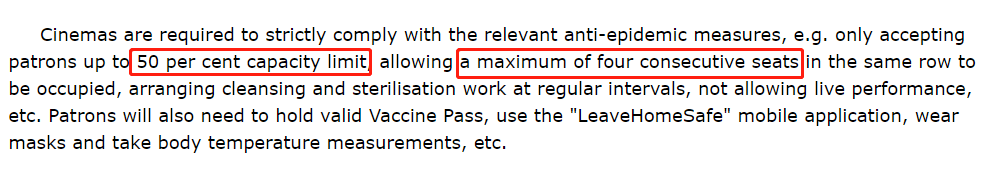 Cinemas are required to strictly comply with the relevant anti-epidemic measures, e.g. only accepting
patrons up to 50 per cent capacity limit, allowing a maximum of four consecutive seats in the same row to
be occupied, arranging cleansing and sterilisation work at regular intervals, not allowing live performance,
etc. Patrons will also need to hold valid Vaccine Pass, use the "LeaveHomeSafe" mobile application, wear
masks and take body temperature measurements, etc.